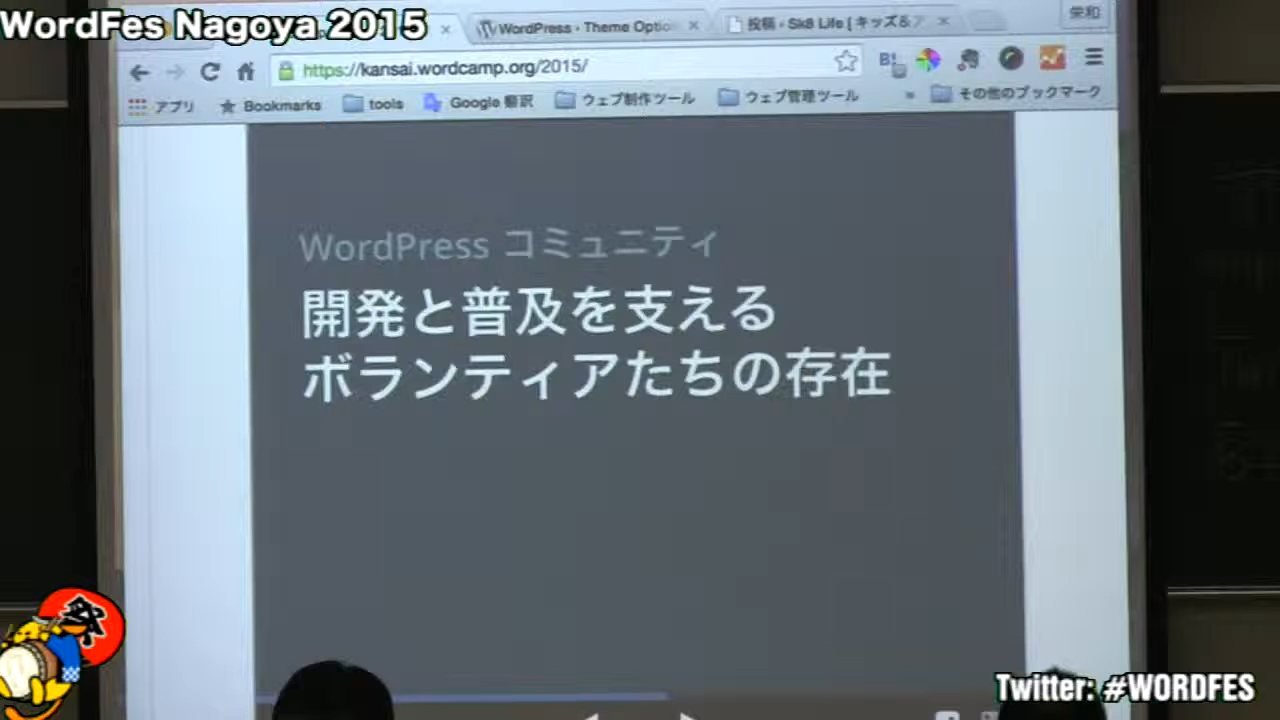 WordFes Nagoya 2015
WordPress › Theme Optio
投稿 ‹ Sk8 Life [ キッズ&ア
栄和
https://kansai.wordcamp.org/2015/
B!
アプリ
Bookmarks
tools
Google 翻訳
ウェブ制作ツール
ウェブ管理ツール
»
その他のブックマーク
WordPress コミュニティ
開発と普及を支える
ボランティアたちの存在
祭
Twitter: #WORDFES